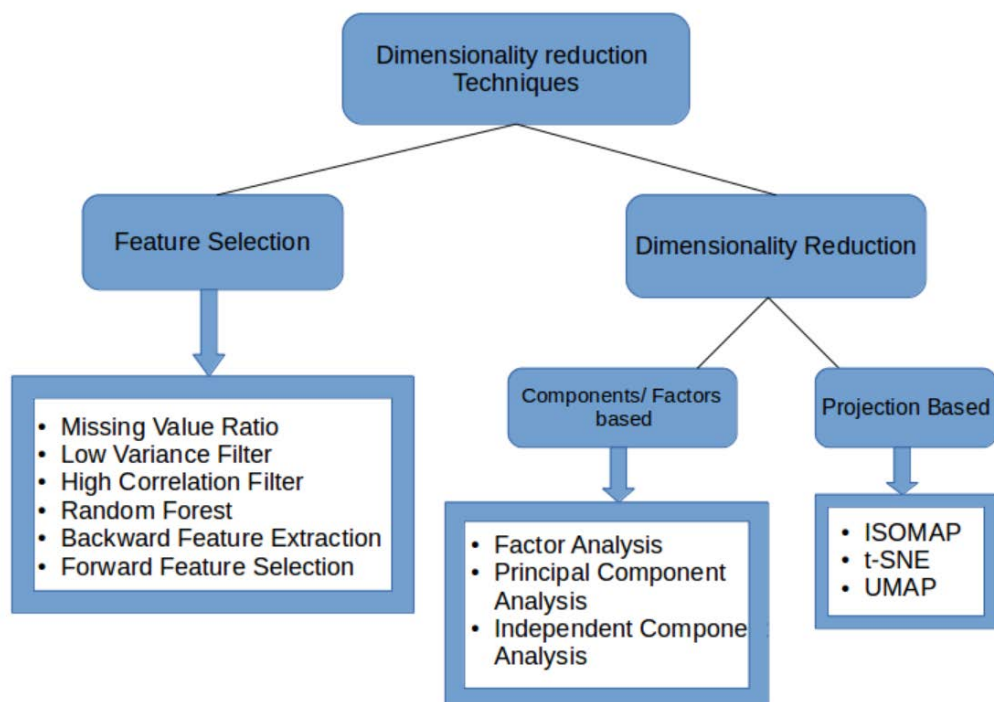 Dimensionality reduction
Techniques
Feature Selection
Dimensionality Reduction
Components/ Factors
based
Projection Based
• Missing Value Ratio
• Low Variance Filter
• High Correlation Filter
• Random Forest
• Backward Feature Extraction
• Forward Feature Selection
• Factor Analysis
• Principal Component
Analysis
• Independent Compone
Analysis
• ISOMAP
• t-SNE
• UMAP